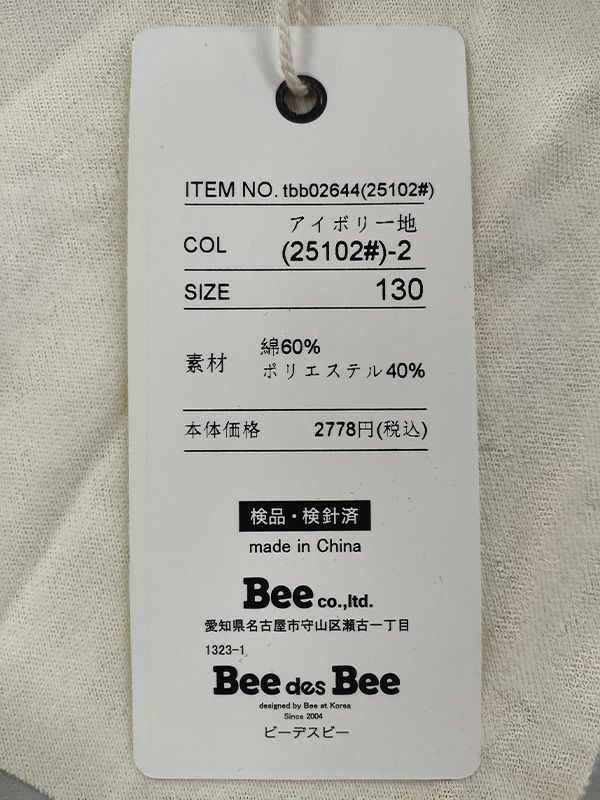 ITEM NO. tbb02644(25102#)
アイボリー地
COL (25102#)-2
SIZE 130
綿60%
素材
ポリエステル40%
本体価格 2778円(税込)
検品・検針済
made in China
Bee co.,ltd.
愛知県名古屋市守山区瀬古一丁目
1323-1
Bee des Bee
designed by Bee at Korea
Since 2004
ビーデスビー